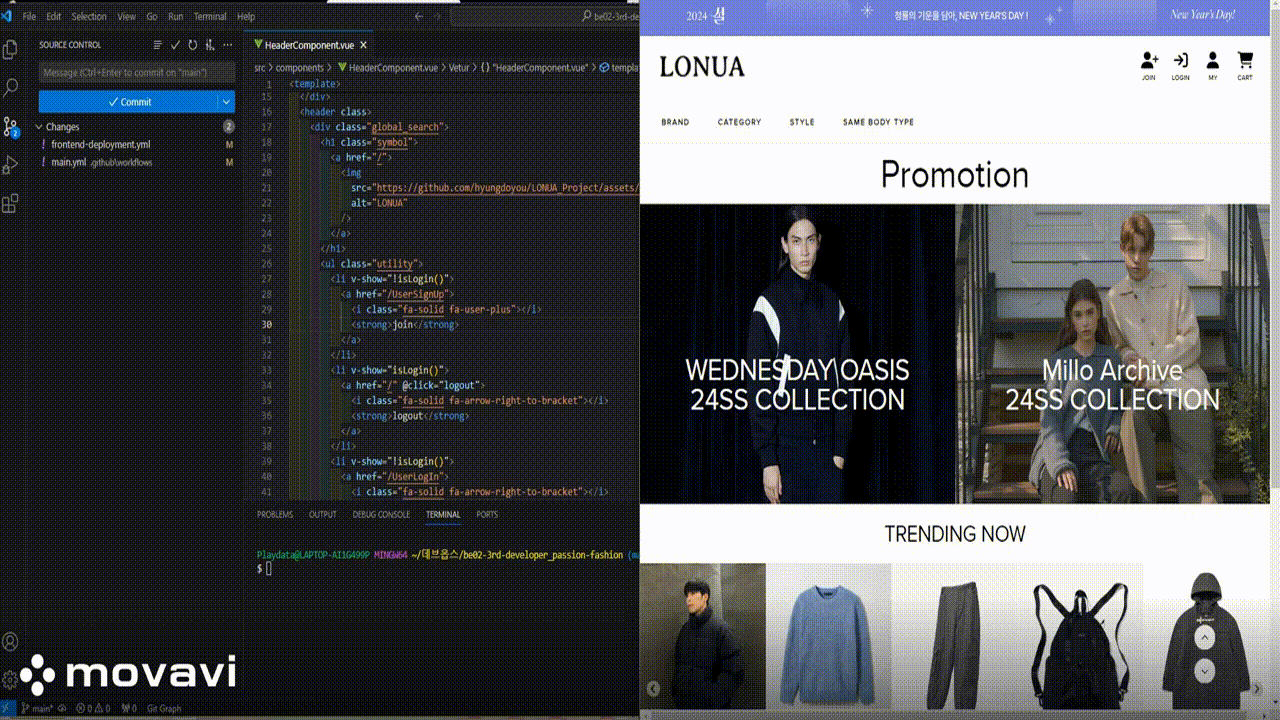 File Edit Selection View Go Run Terminal Help
be02-3rd-de
SOURCE CONTROL
Message (Ctrl+Enter to commit on "main")
Commit
Changes 2
! frontend-deployment.yml M
! main.yml .github\workflows M
2
HeaderComponent.vue
src > components > HeaderComponent.vue > Vetur > {} "HeaderComponent.vue" > templa
1 <template>
15 </div>
16 <header class>
17 <div class="global_search">
18 <h1 class="symbol">
19 <a href="/">
20 <img
21 src="https://github.com/hyungdoyou/LONUA_Project/assets/
22 alt="LONUA"
23 />
24 </a>
25 </h1>
26 <ul class="utility">
27 <li v-show="!isLogin()">
28 <a href="/UserSignUp">
29 <i class="fa-solid fa-user-plus"></i>
30 <strong>join</strong>
31 </a>
32 </li>
33 <li v-show="isLogin()">
34 <a href="/" @click="logout">
35 <i class="fa-solid fa-arrow-right-to-bracket"></i>
36 <strong>logout</strong>
37 </a>
38 </li>
39 <li v-show="!isLogin()">
40 <a href="/UserLogIn">
41 <i class="fa-solid fa-arrow-right-to-bracket"></i>
PROBLEMS OUTPUT DEBUG CONSOLE TERMINAL PORTS
Playdata@LAPTOP-AI1G499P MINGW64 ~/데브옵스/be02-3rd-developer_passion-fashion (ma
$
movavi
main* 0 0 0 Git Graph
2024 설
청룡의 기운을 담아, NEW YEAR'S DAY !
New Year's Day!
LONUA
JOIN LOGIN MY CART
BRAND CATEGORY STYLE SAME BODY TYPE
Promotion
WEDNESDAY OASIS
24SS COLLECTION
Millo Archive
24SS COLLECTION
TRENDING NOW